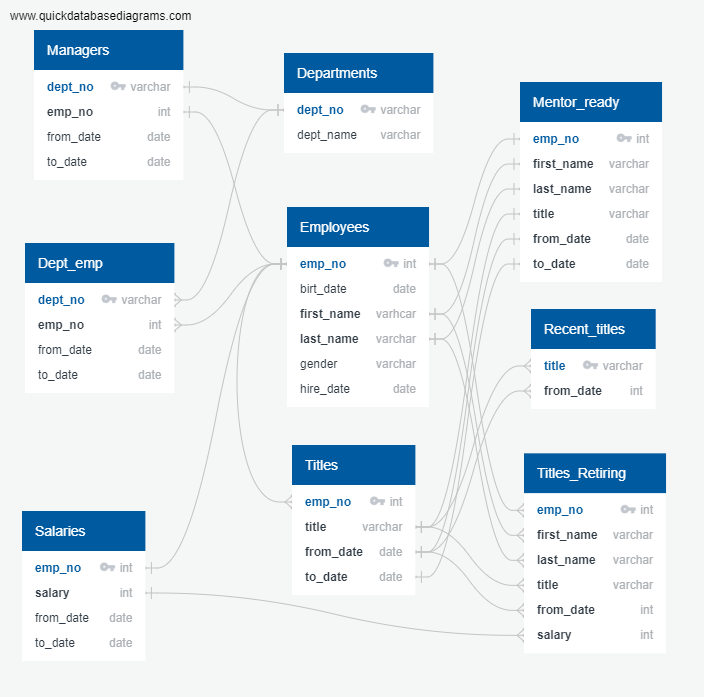 www.quickdatabasediagrams.com
Managers
dept_no varchar
emp_no int
from_date date
to_date date
Departments
dept_no varchar
dept_name varchar
Mentor_ready
emp_no int
first_name varchar
last_name varchar
title varchar
from_date date
to_date date
Dept_emp
dept_no varchar
emp_no int
from_date date
to_date date
Employees
emp_no int
birt_date date
first_name varhcar
last_name varchar
gender varchar
hire_date date
Recent_titles
title varchar
from_date int
Titles
emp_no int
title varchar
from_date date
to_date date
Titles_Retiring
emp_no int
first_name varchar
last_name varchar
title varchar
from_date int
salary int
Salaries
emp_no int
salary int
from_date date
to_date date